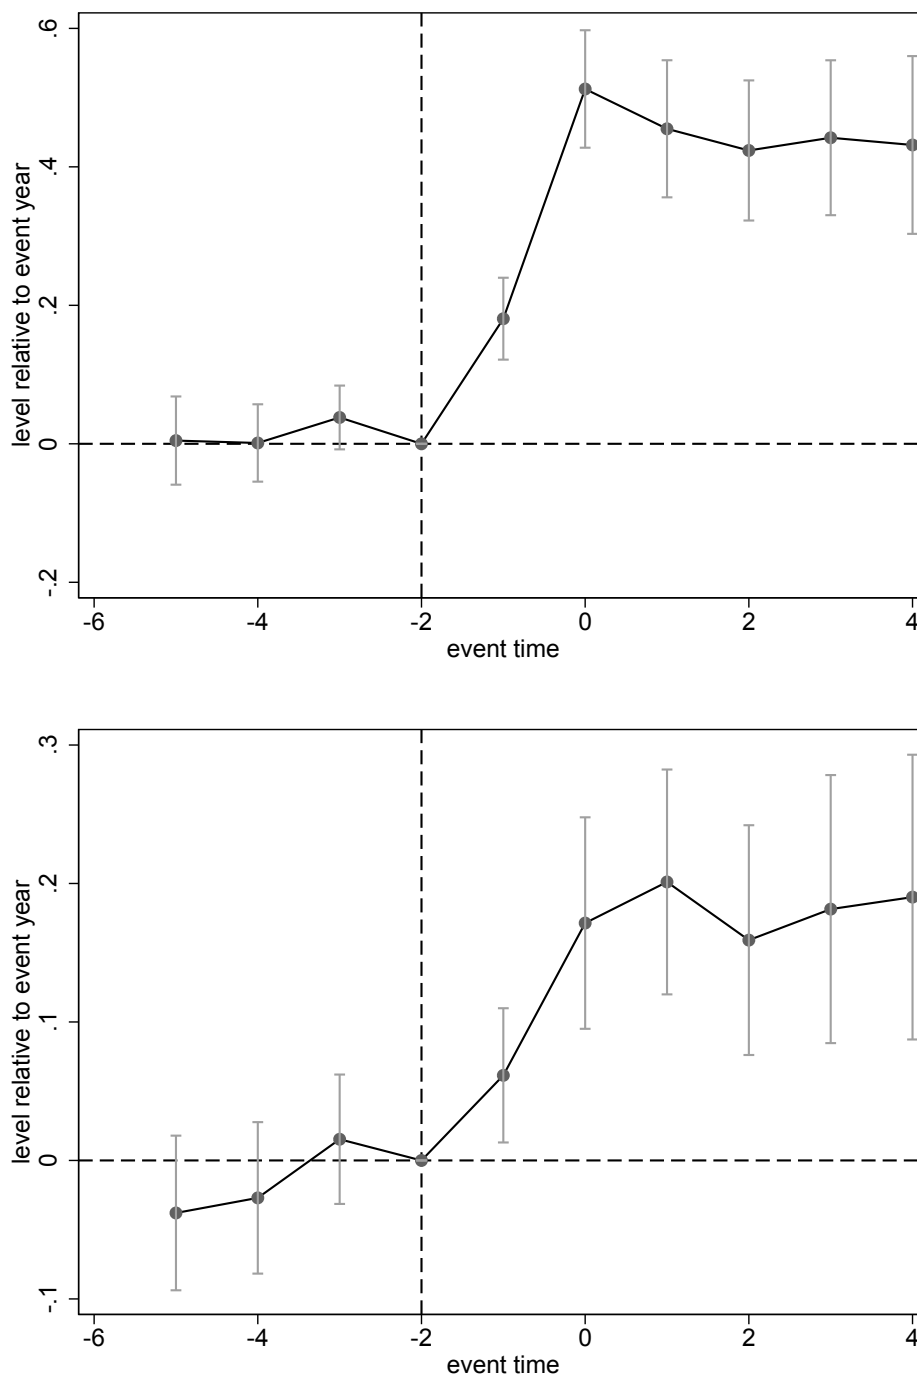 .6
.4
.2
0
-.2
level relative to event year
-6 -4 -2 0 2 4
event time
.3
.2
.1
0
-.1
level relative to event year
-6 -4 -2 0 2 4
event time